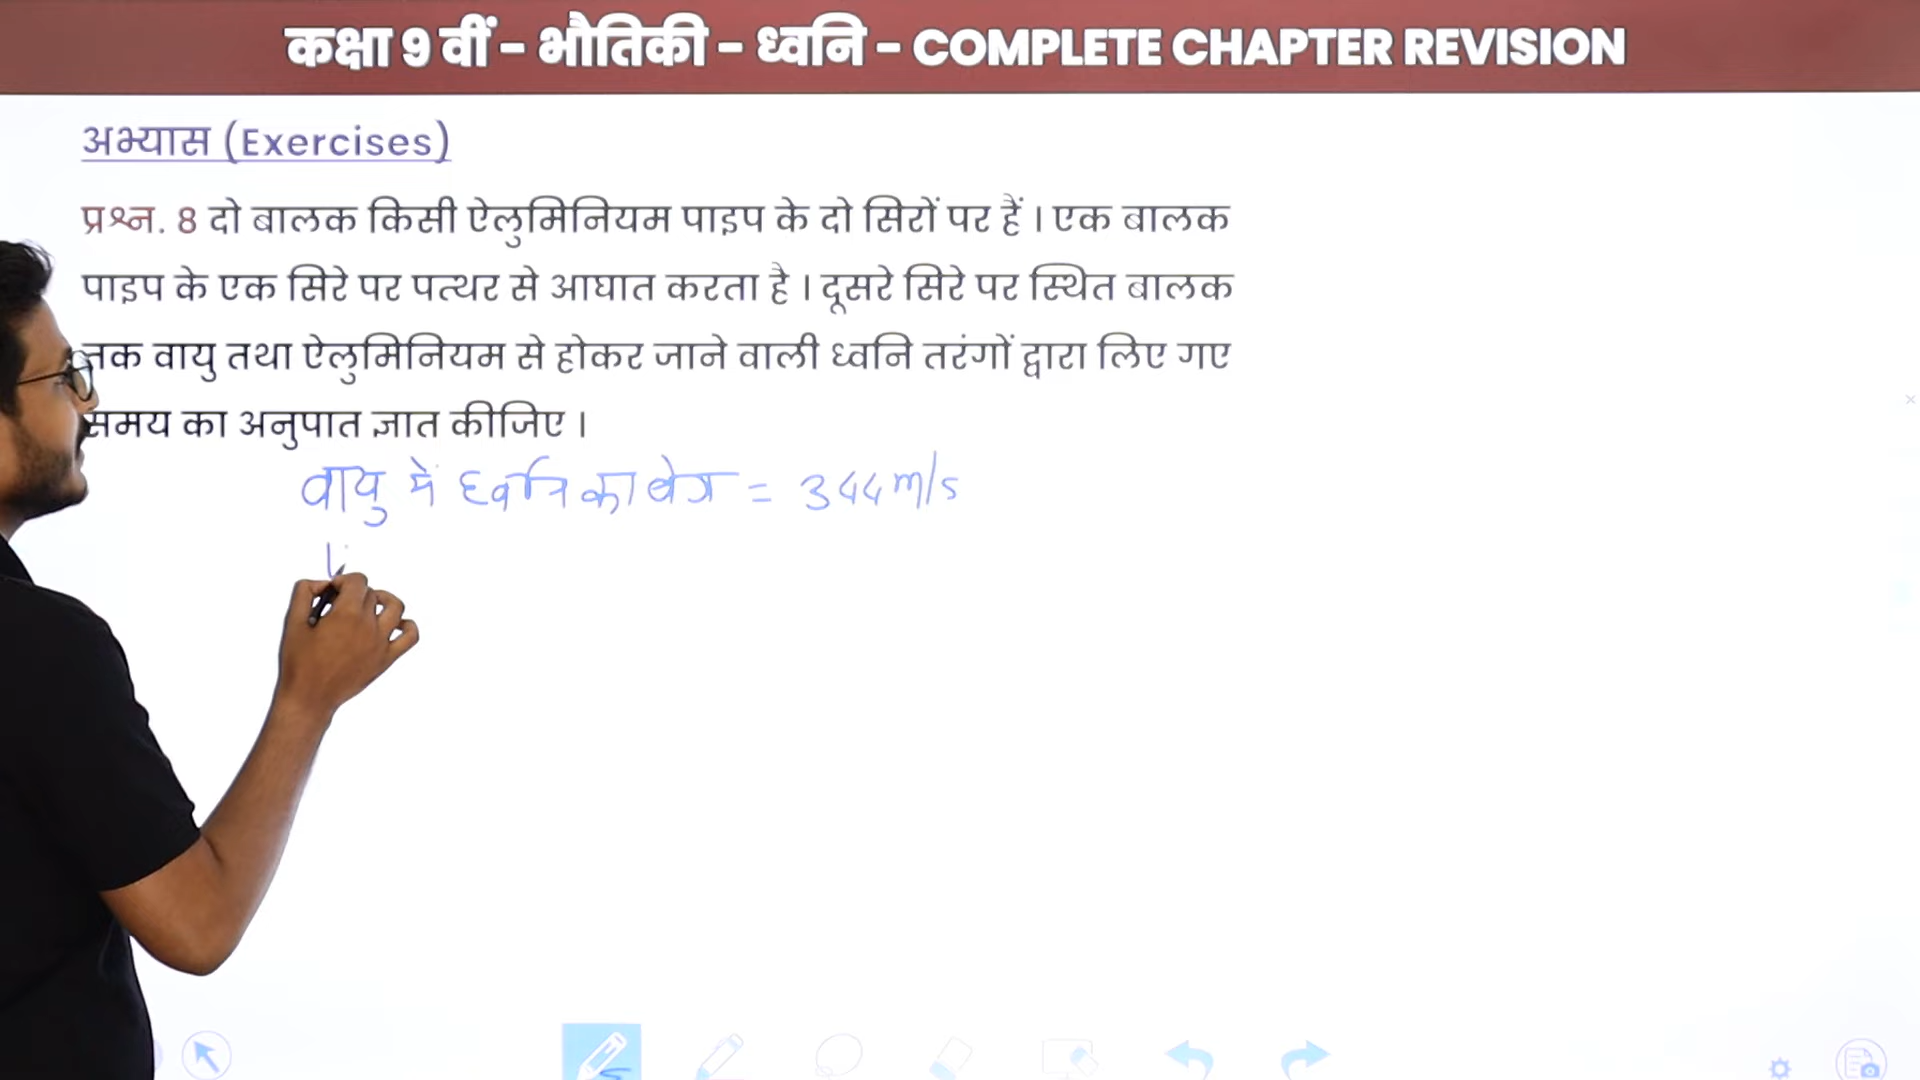 कक्षा 9 वीं - भौतिकी - ध्वनि - COMPLETE CHAPTER REVISION
अभ्यास (Exercises)
प्रश्न. 8 दो बालक किसी ऐलुमिनियम पाइप के दो सिरों पर हैं । एक बालक
पाइप के एक सिरे पर पत्थर से आघात करता है । दूसरे सिरे पर स्थित बालक
तक वायु तथा ऐलुमिनियम से होकर जाने वाली ध्वनि तरंगों द्वारा लिए गए
समय का अनुपात ज्ञात कीजिए ।
वायु में ध्वनि का वेग = 344 m/s